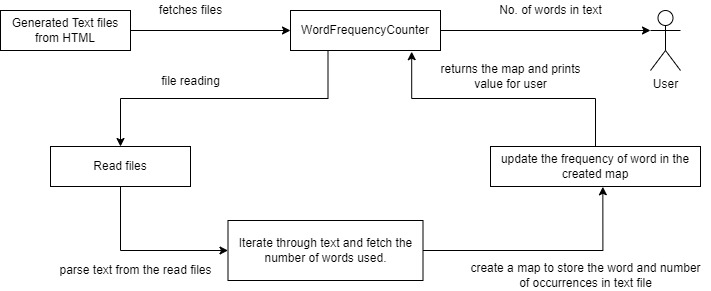 fetches files
No. of words in text
Generated Text files
from HTML
WordFrequencyCounter
User
file reading
returns the map and prints
value for user
Read files
update the frequency of word in the
created map
Iterate through text and fetch the
number of words used.
parse text from the read files
create a map to store the word and number
of occurrences in text file